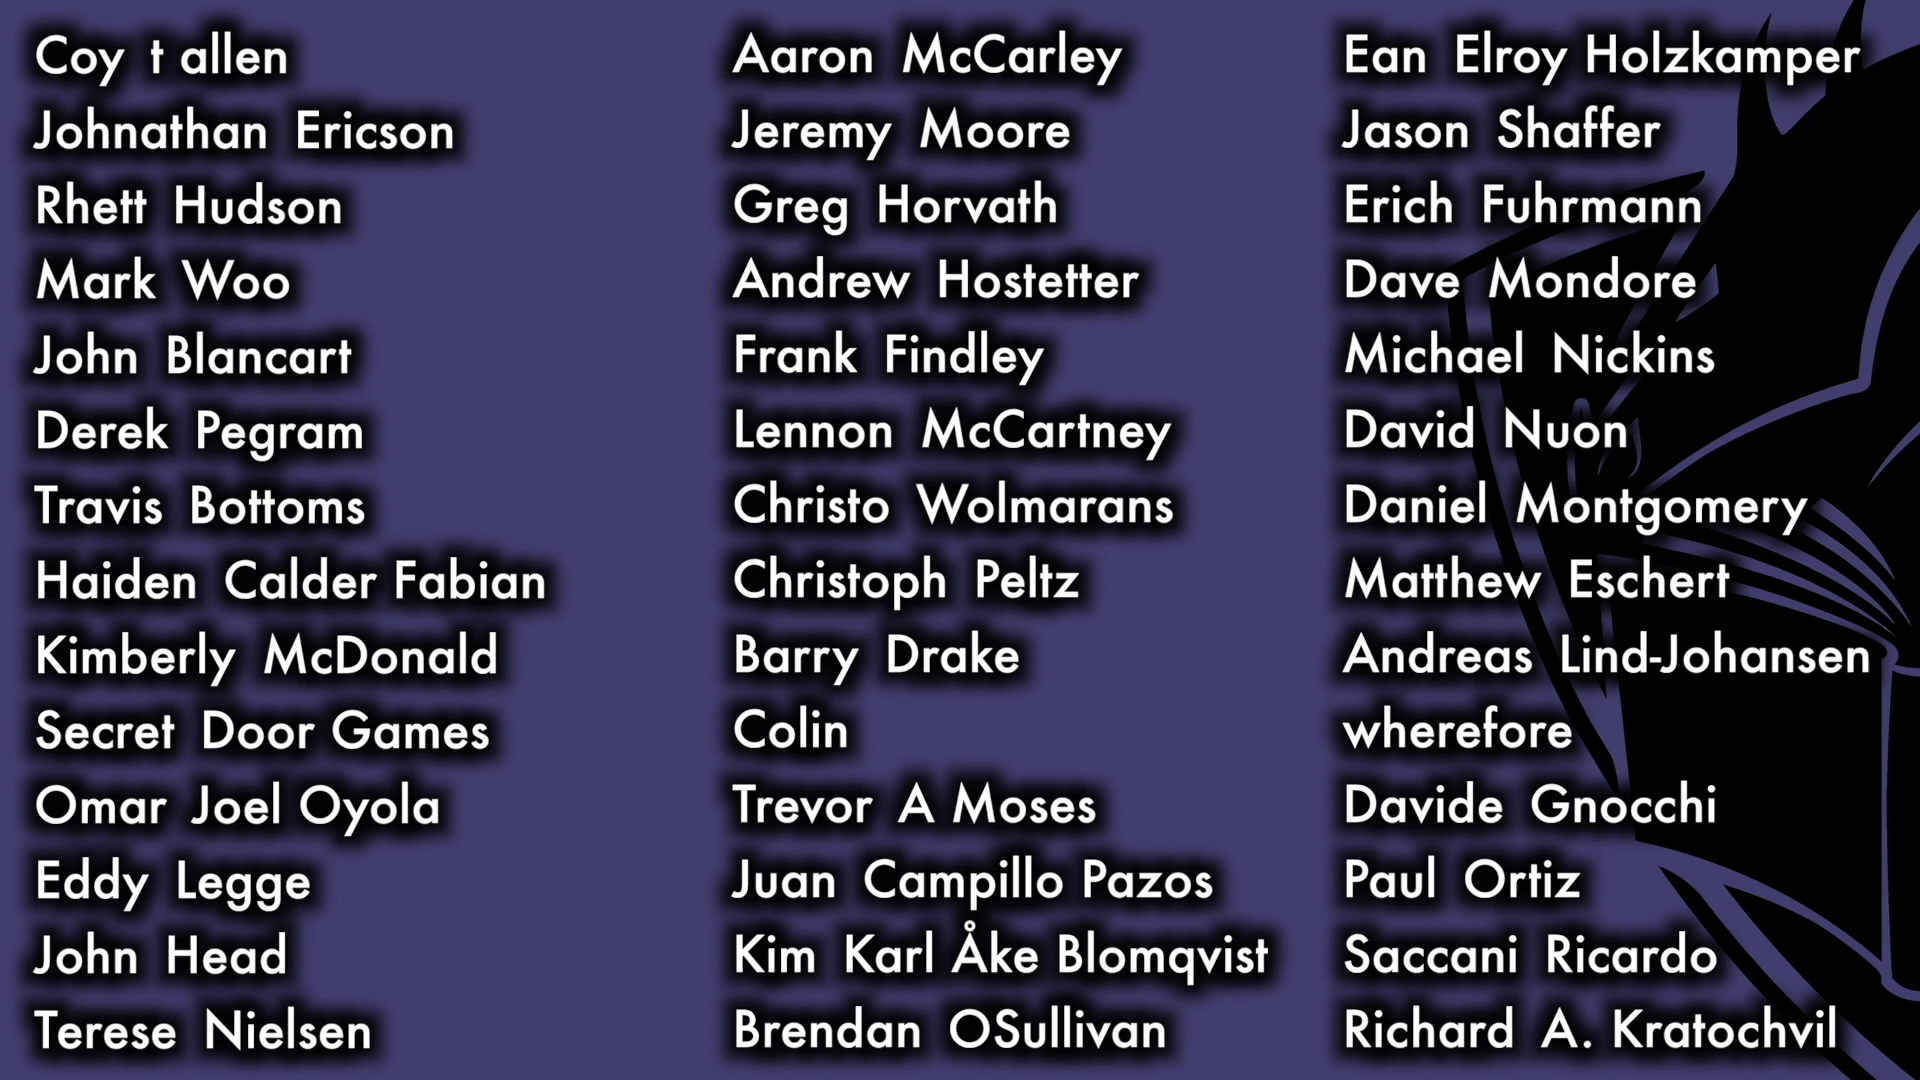 Coy t allen
Johnathan Ericson
Rhett Hudson
Mark Woo
John Blancart
Derek Pegram
Travis Bottoms
Haiden Calder Fabian
Kimberly McDonald
Secret Door Games
Omar Joel Oyola
Eddy Legge
John Head
Terese Nielsen
Aaron McCarley
Jeremy Moore
Greg Horvath
Andrew Hostetter
Frank Findley
Lennon McCartney
Christo Wolmarans
Christoph Peltz
Barry Drake
Colin
Trevor A Moses
Juan Campillo Pazos
Kim Karl Åke Blomqvist
Brendan OSullivan
Ean Elroy Holzkamper
Jason Shaffer
Erich Fuhrmann
Dave Mondore
Michael Nickins
David Nuon
Daniel Montgomery
Matthew Eschert
Andreas Lind-Johansen
wherefore
Davide Gnocchi
Paul Ortiz
Saccani Ricardo
Richard A. Kratochvil